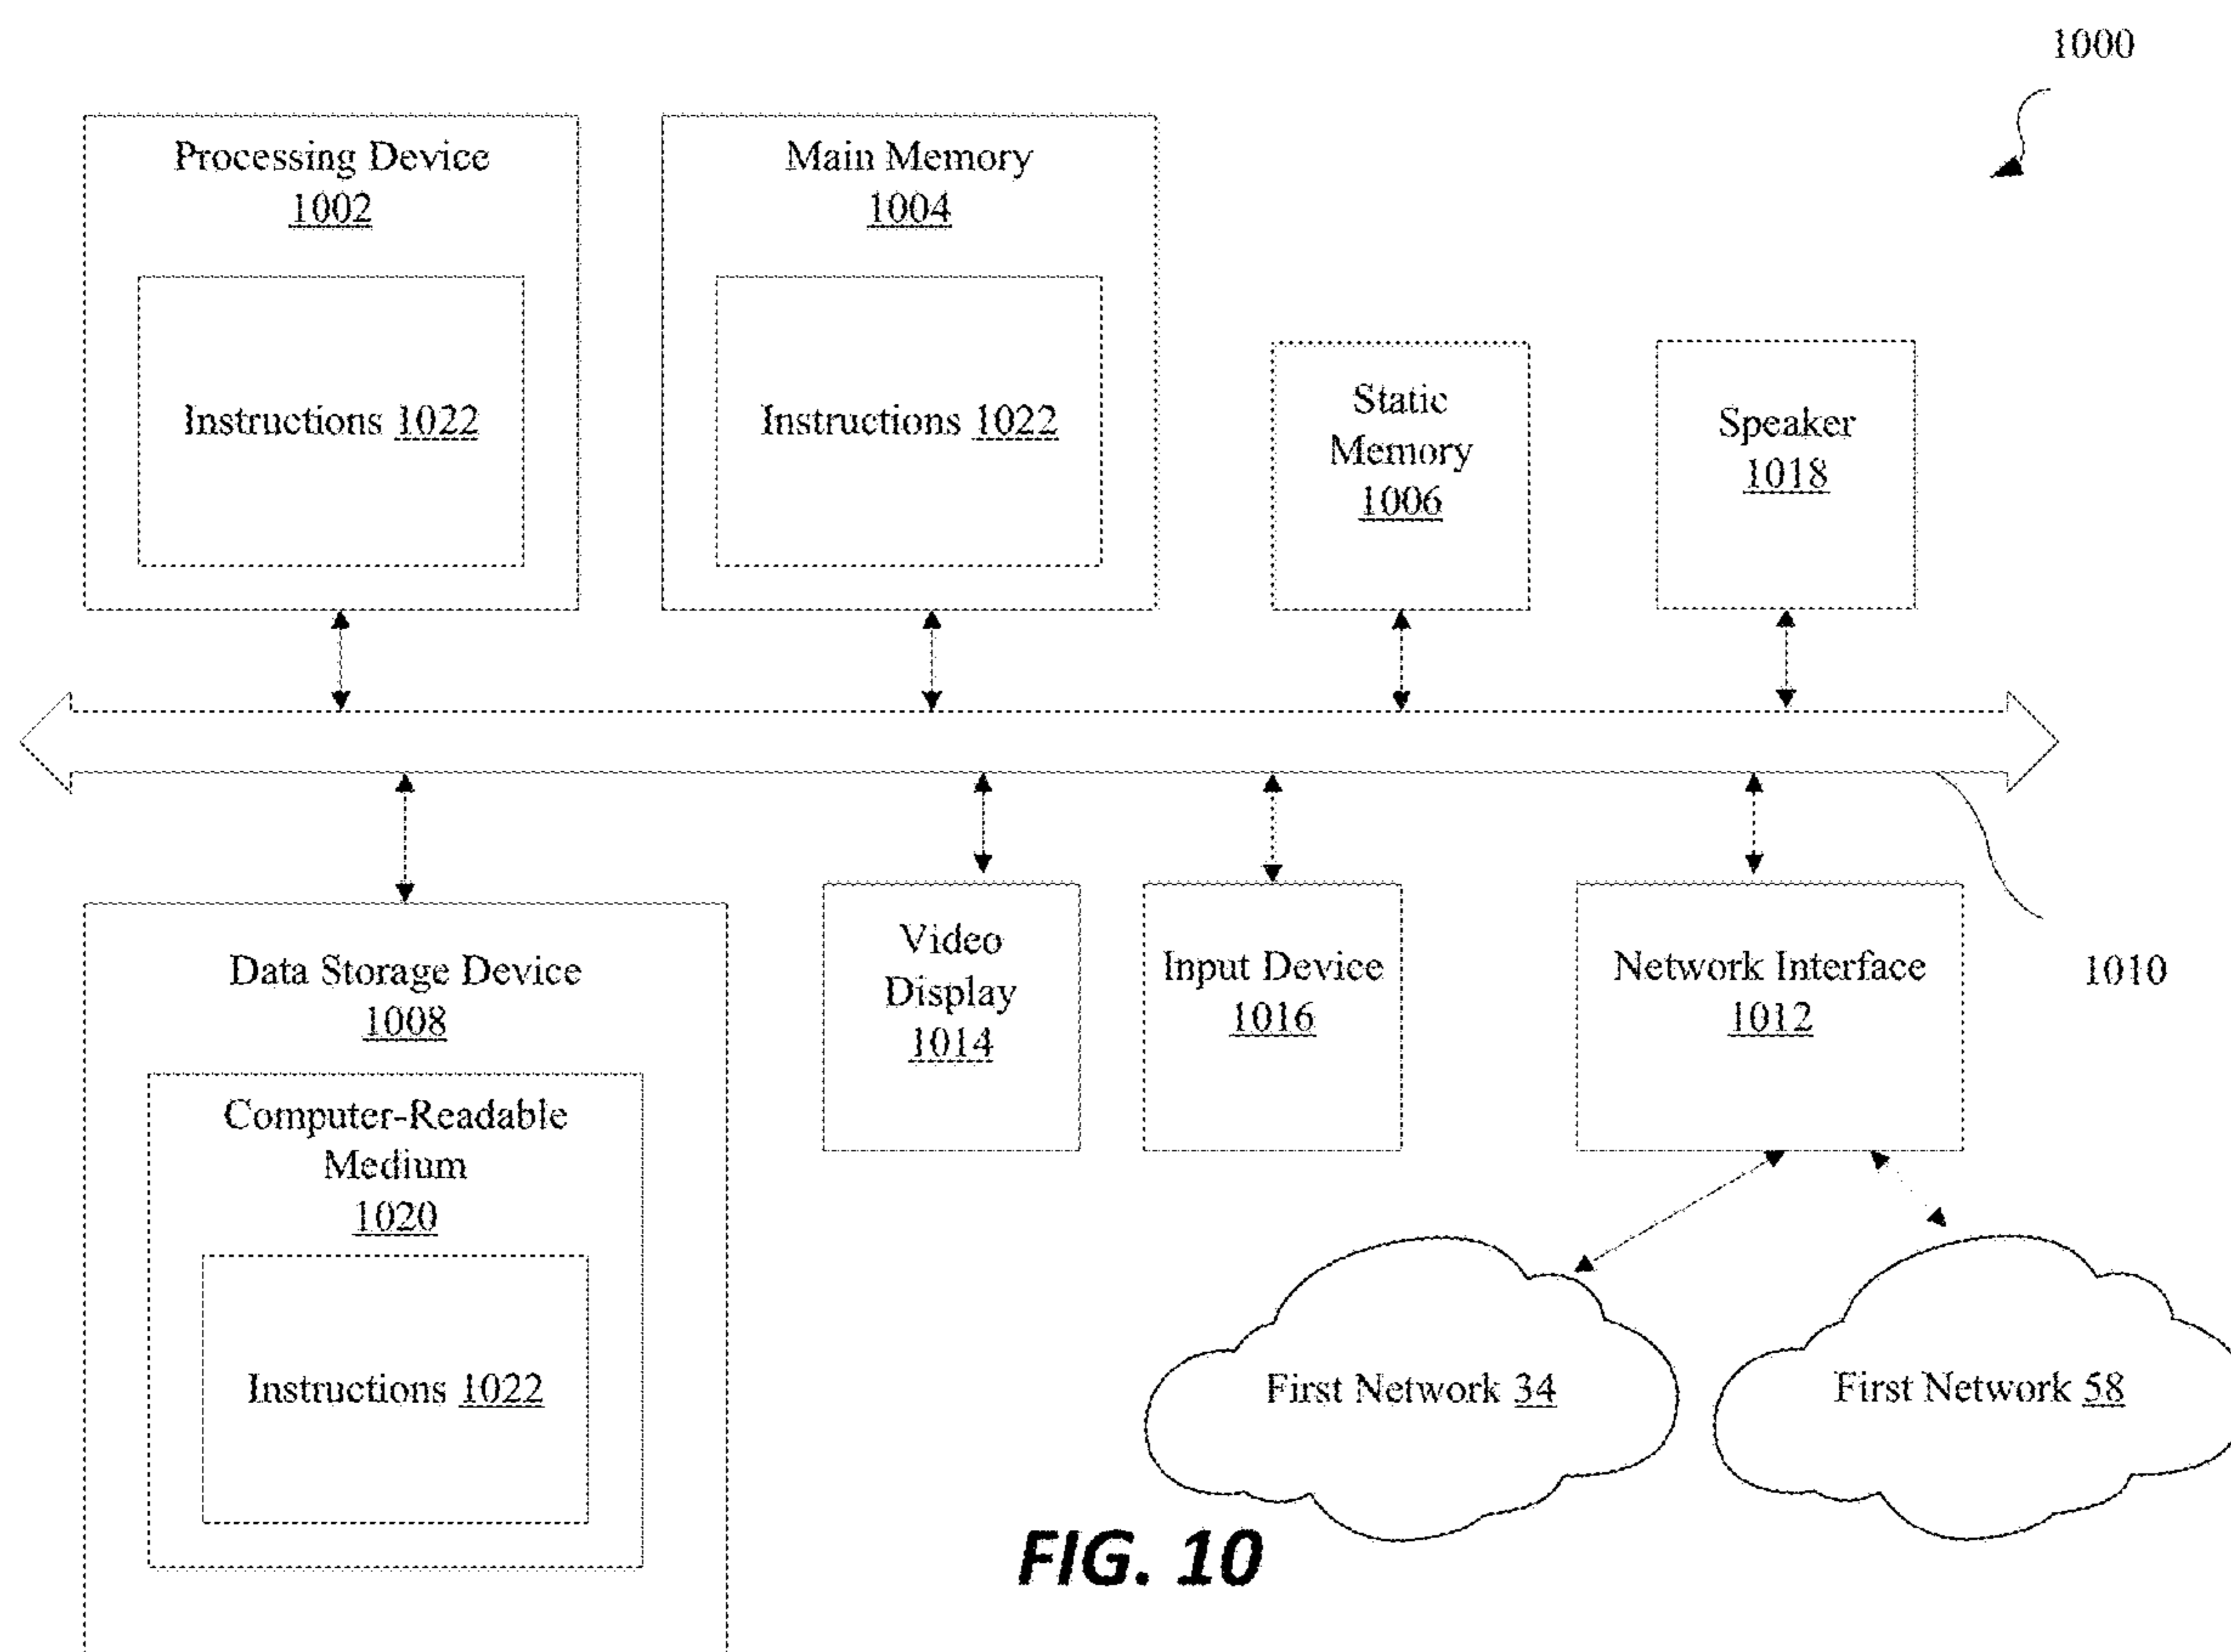 1000
Processing Device
1002
Instructions 1022
Main Memory
1004
Instructions 1022
Static
Memory
1006
Speaker
1018
Data Storage Device
1008
Computer-Readable
Medium
1020
Instructions 1022
Video
Display
1014
Input Device
1016
Network Interface
1012
1010
First Network 34
First Network 58
FIG. 10